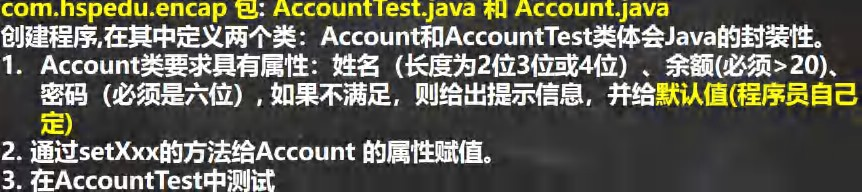 com.hspedu.encap 包: AccountTest.java 和 Account.java
创建程序,在其中定义两个类：Account和AccountTest类体会Java的封装性。
1. Account类要求具有属性：姓名（长度为2位3位或4位）、余额(必须>20)、
密码（必须是六位）, 如果不满足，则给出提示信息，并给默认值(程序员自己
定)
2. 通过setXxx的方法给Account 的属性赋值。
3. 在AccountTest中测试